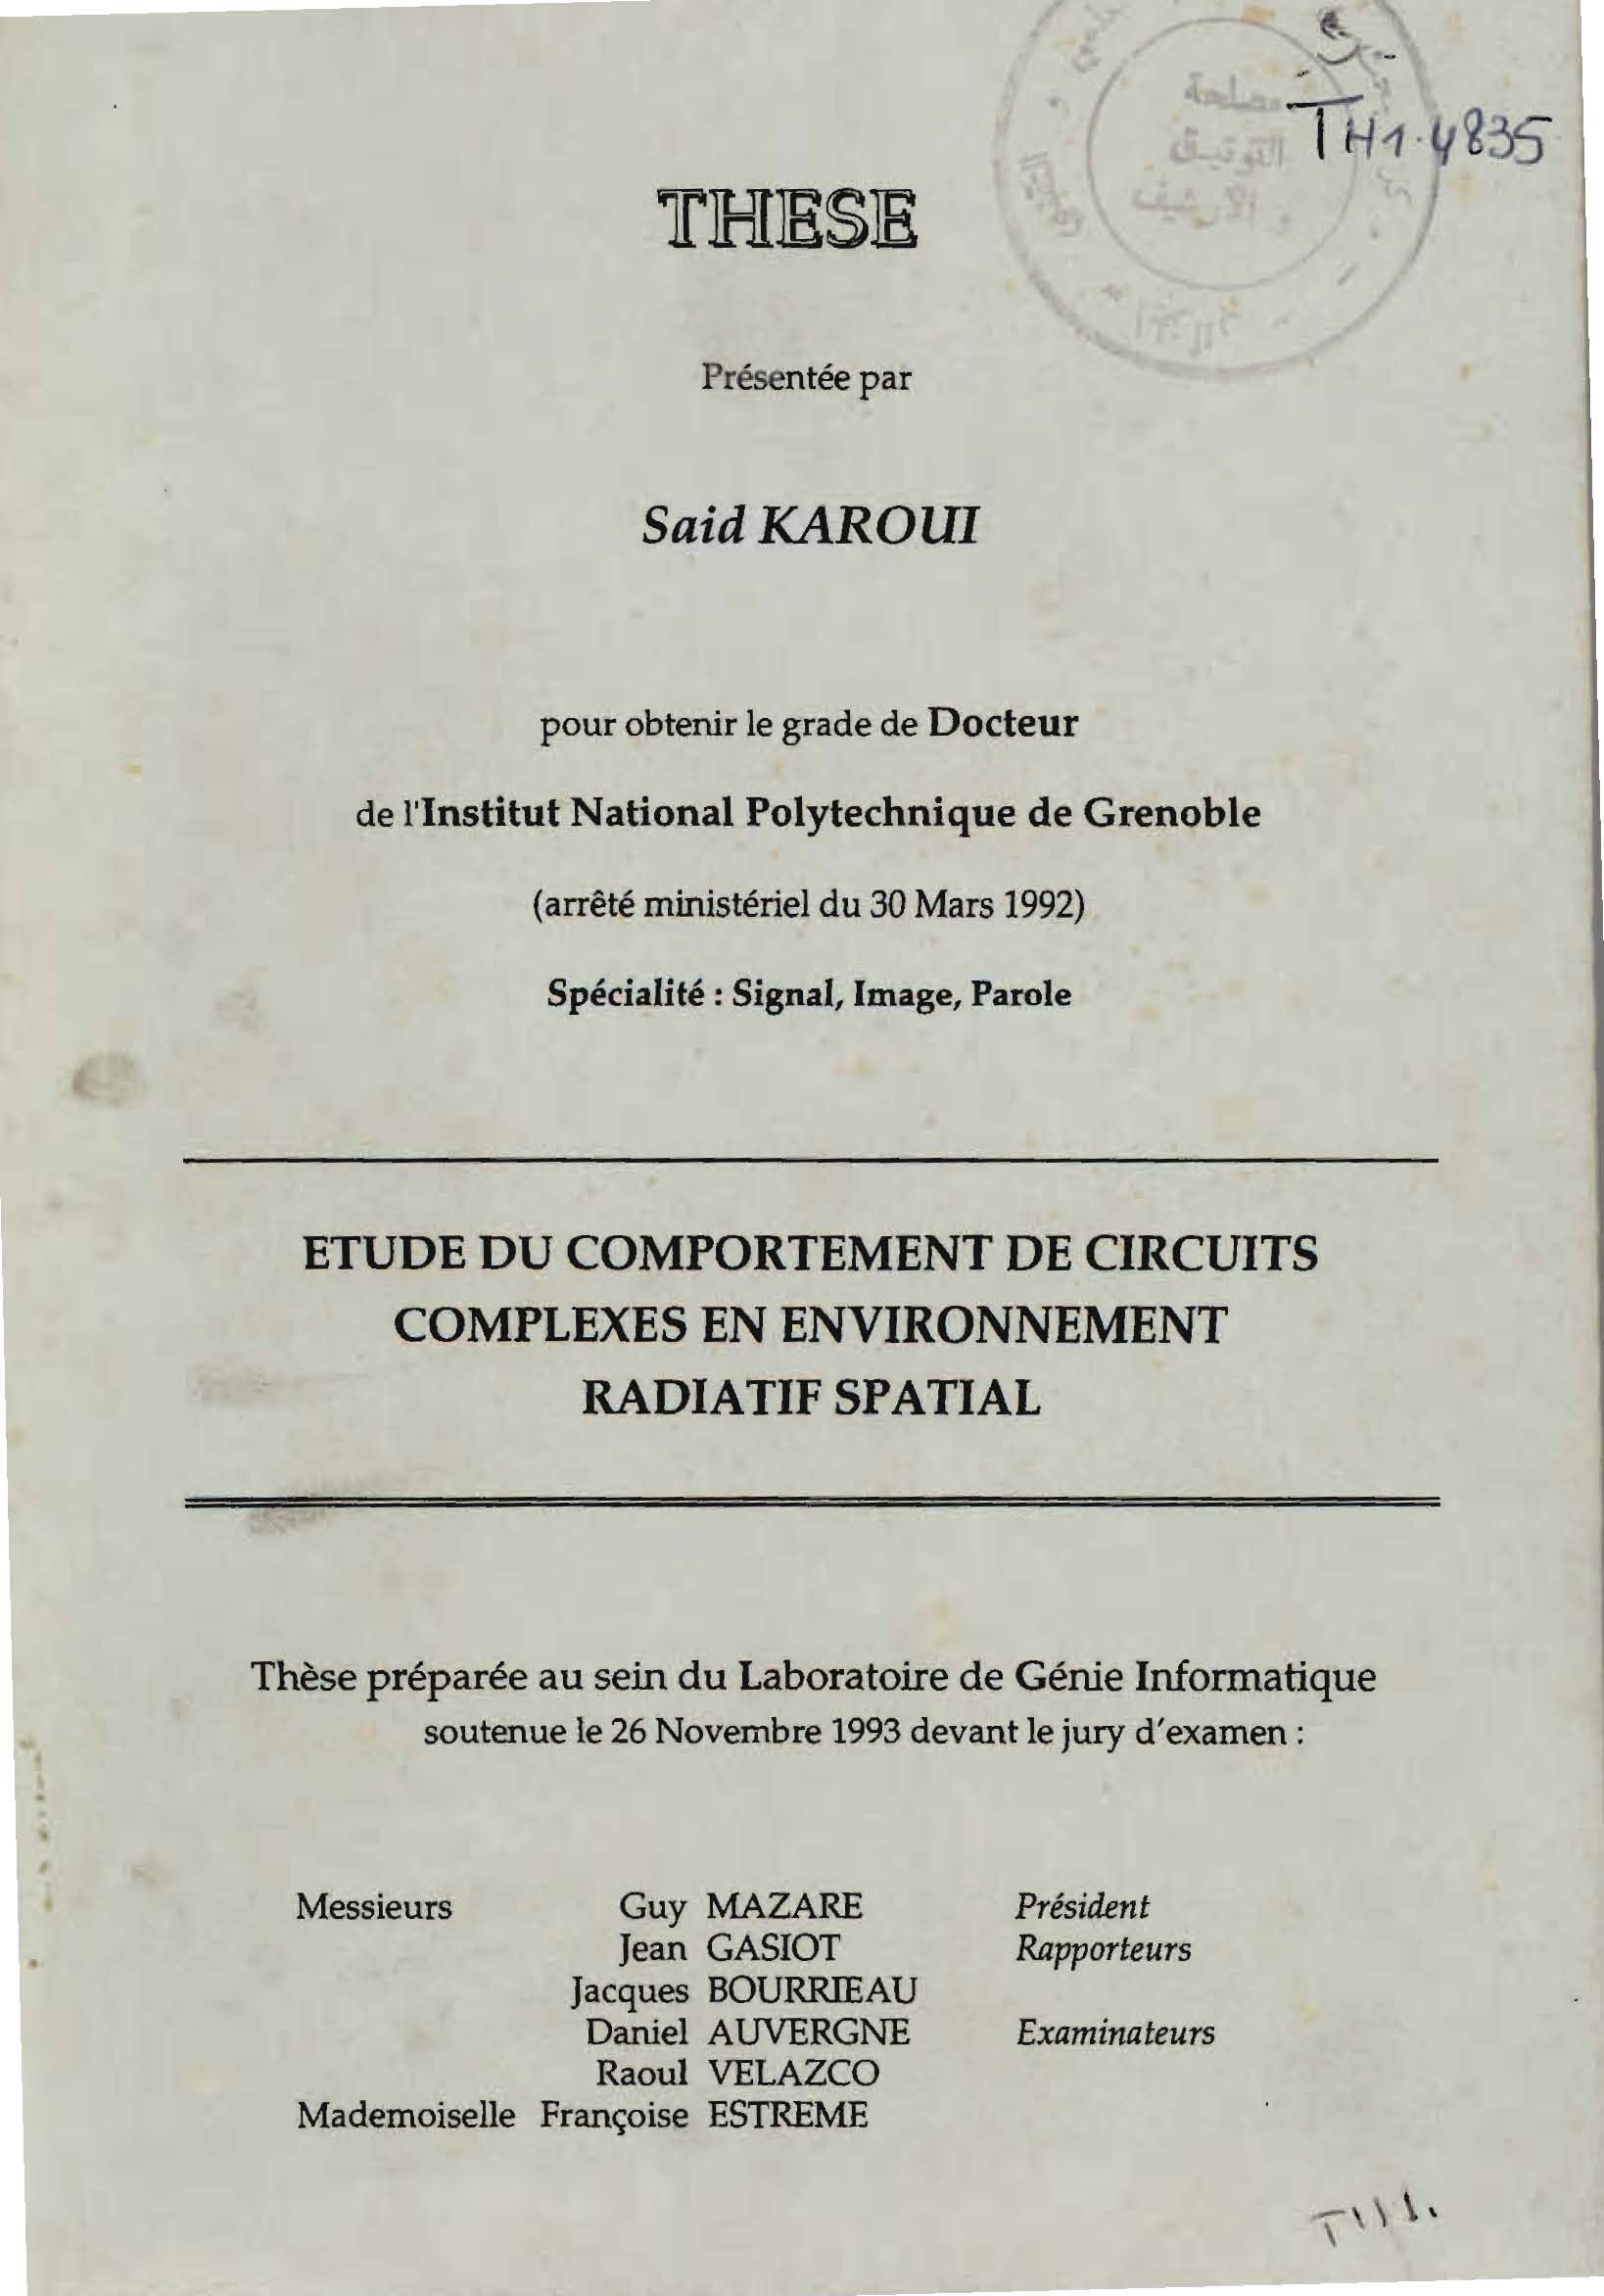 TH1.4835
مصلحة
التوثيق
و الأرشيف
THESE
Présentée par
Said KAROUI
pour obtenir le grade de Docteur
de l'Institut National Polytechnique de Grenoble
(arrêté ministériel du 30 Mars 1992)
Spécialité : Signal, Image, Parole
ETUDE DU COMPORTEMENT DE CIRCUITS
COMPLEXES EN ENVIRONNEMENT
RADIATIF SPATIAL
Thèse préparée au sein du Laboratoire de Génie Informatique
soutenue le 26 Novembre 1993 devant le jury d'examen :
Messieurs Guy MAZARE Président
Jean GASIOT Rapporteurs
Jacques BOURRIEAU
Daniel AUVERGNE Examinateurs
Raoul VELAZCO
Mademoiselle Françoise ESTREME